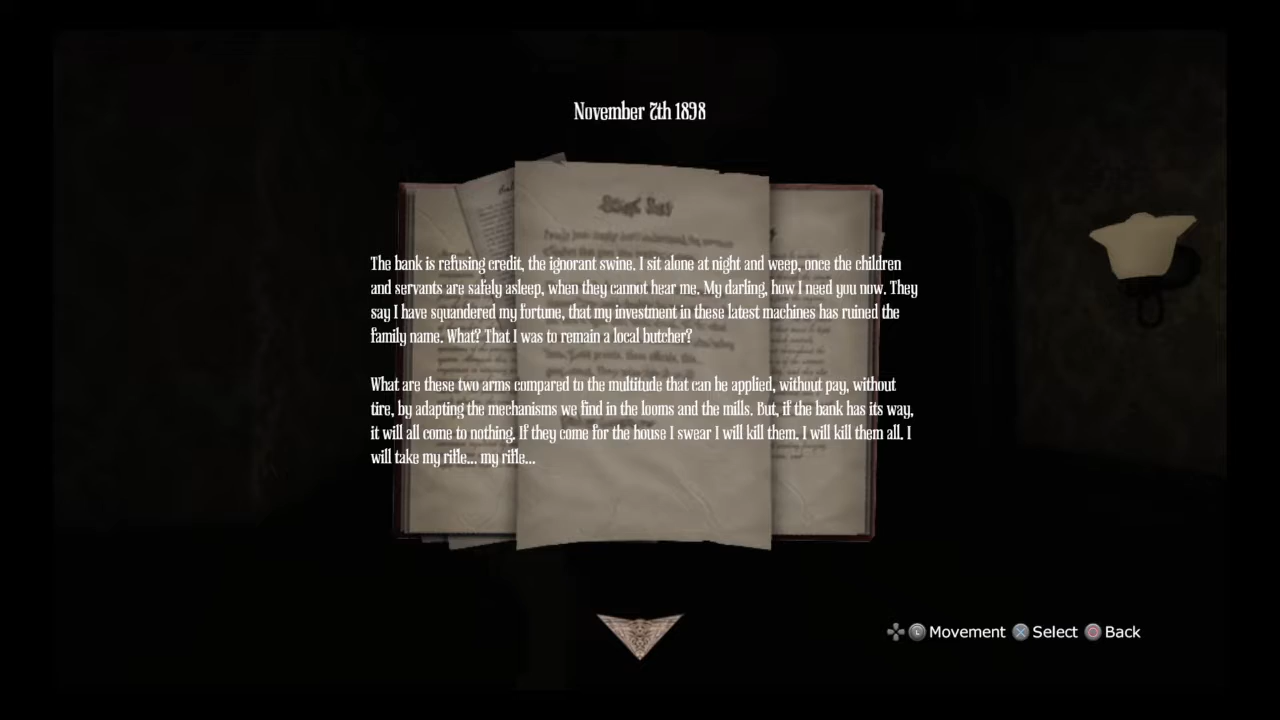 November 7th 1898
The bank is refusing credit, the ignorant swine. I sit alone at night and weep, once the children
and servants are safely asleep, when they cannot hear me. My darling, how I need you now. They
say I have squandered my fortune, that my investment in these latest machines has ruined the
family name. What? That I was to remain a local butcher?
What are these two arms compared to the multitude that can be applied, without pay, without
tire, by adapting the mechanisms we find in the looms and the mills. But, if the bank has its way,
it will all come to nothing. If they come for the house I swear I will kill them. I will kill them all. I
will take my rifle... my rifle...
Movement Select Back